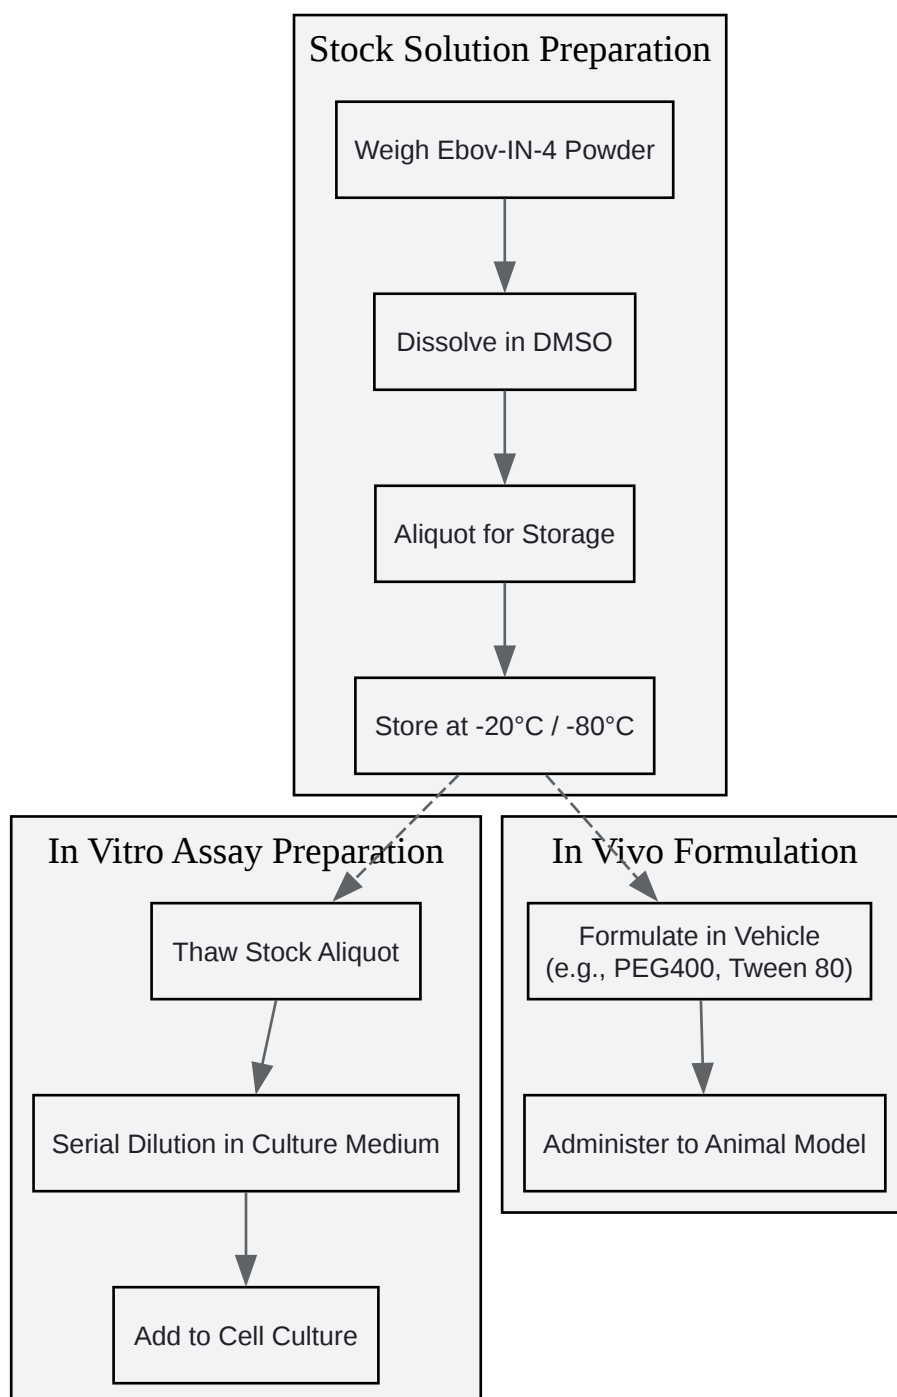 Stock Solution Preparation
Weigh Ebov-IN-4 Powder
Dissolve in DMSO
Aliquot for Storage
Store at -20°C / -80°C
In Vitro Assay Preparation
Thaw Stock Aliquot
Serial Dilution in Culture Medium
Add to Cell Culture
In Vivo Formulation
Formulate in Vehicle
(e.g., PEG400, Tween 80)
Administer to Animal Model